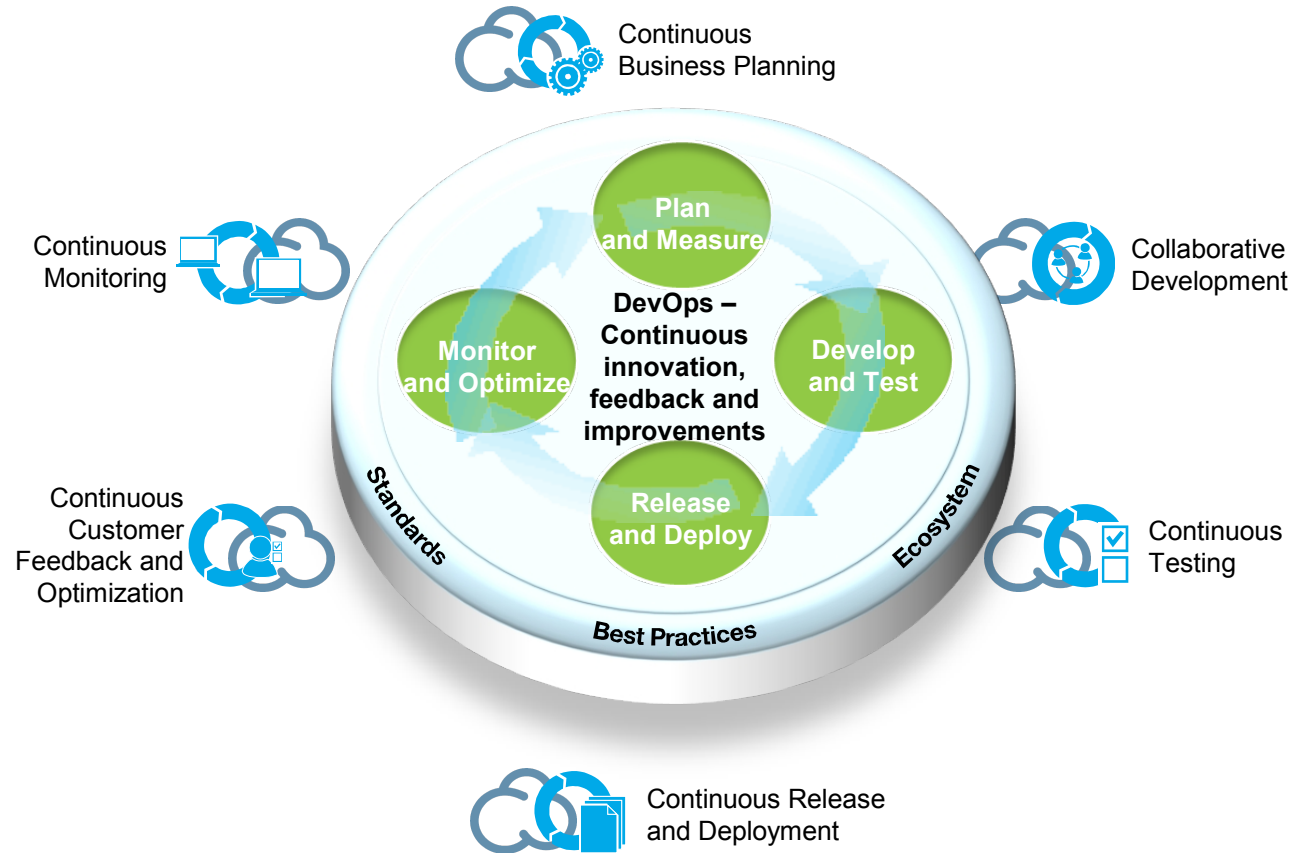 Continuous
Business Planning
Continuous
Monitoring
Collaborative
Development
Plan
and Measure
DevOps –
Continuous
innovation,
feedback and
improvements
Monitor
and Optimize
Develop
and Test
Release
and Deploy
Standards
Best Practices
Ecosystem
Continuous
Customer
Feedback and
Optimization
Continuous
Testing
Continuous Release
and Deployment